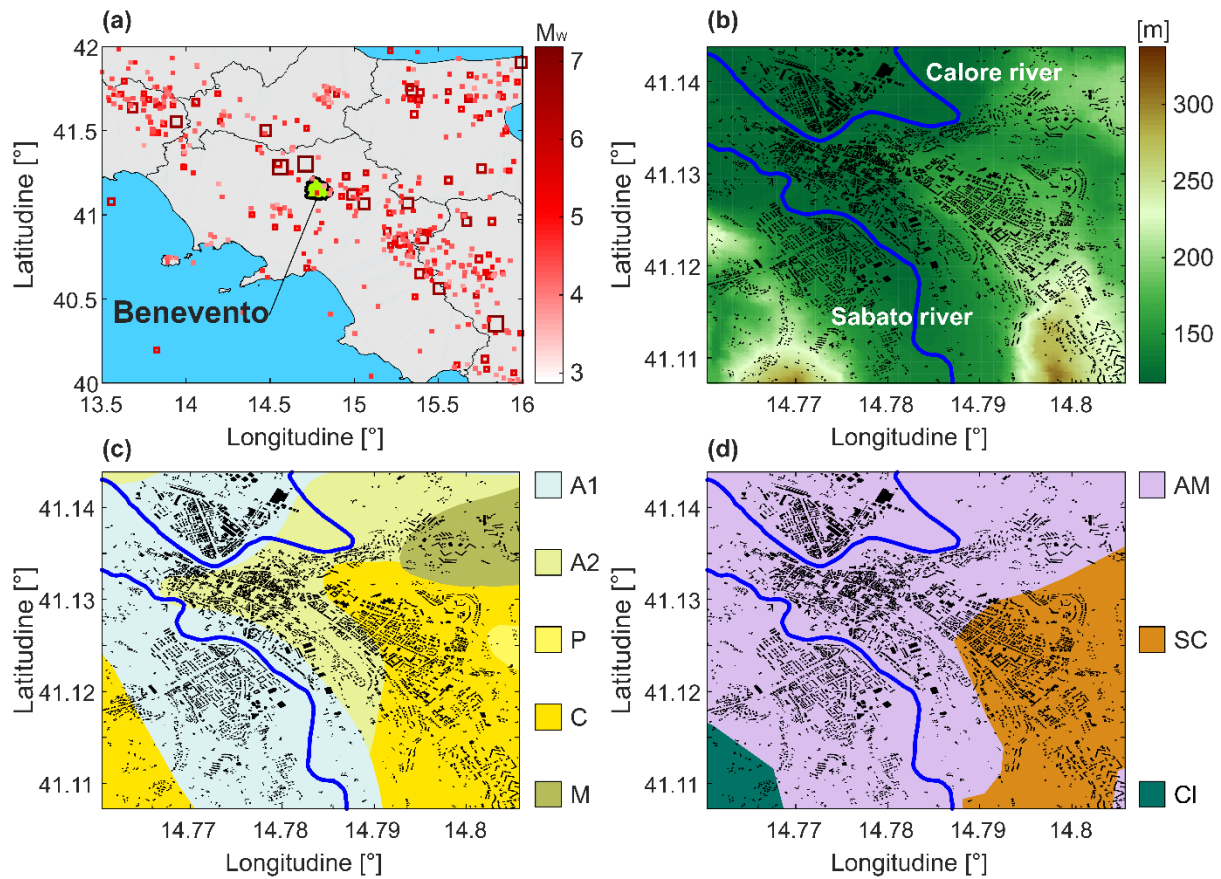 (a)
Mw
42
41.5
41
40.5
40
7
6
5
4
3
Benevento
13.5 14 14.5 15 15.5 16
Latitudine [°]
Longitudine [°]
(b)
[m]
41.14
41.13
41.12
41.11
Calore river
Sabato river
300
250
200
150
14.77 14.78 14.79 14.8
Latitudine [°]
Longitudine [°]
(c)
41.14
41.13
41.12
41.11
A1
A2
P
C
M
14.77 14.78 14.79 14.8
Latitudine [°]
Longitudine [°]
(d)
41.14
41.13
41.12
41.11
AM
SC
CI
14.77 14.78 14.79 14.8
Latitudine [°]
Longitudine [°]